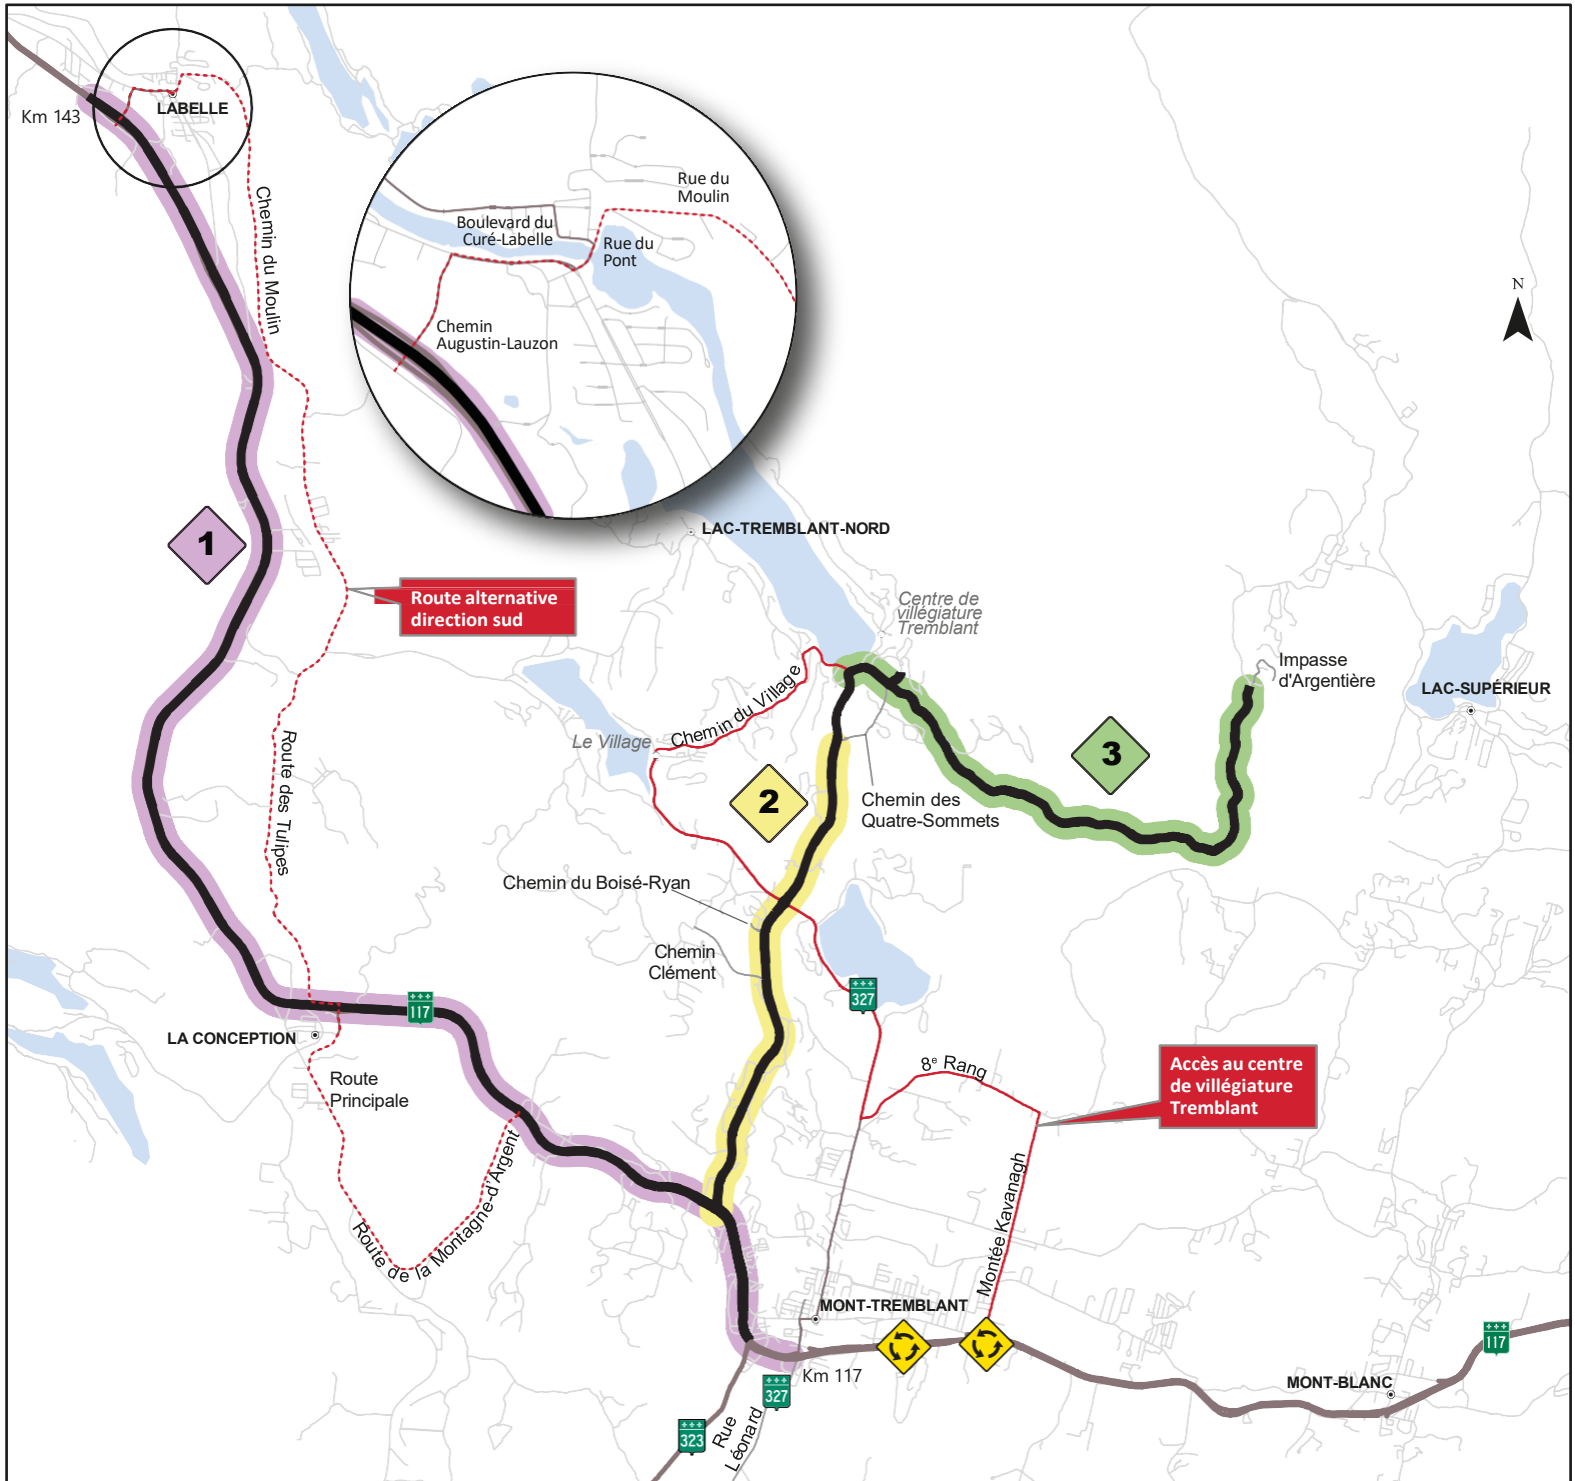 Km 143
LABELLE
Chemin du Moulin
Rue du
Moulin
Boulevard du
Curé-Labelle
Rue du
Pont
Chemin
Augustin-Lauzon
N
1
LAC-TREMBLANT-NORD
Route alternative
direction sud
Centre de
villégiature
Tremblant
Impasse
d'Argentière
LAC-SUPÉRIEUR
Chemin du Village
Le Village
Route des Tulipes
2
3
Chemin des
Quatre-Sommets
Chemin du Boisé-Ryan
Chemin
Clément
327
117
LA CONCEPTION
Route
Principale
8e Rang
Accès au centre
de villégiature
Tremblant
Route de la Montagne-d'Argent
Montée Kavanagh
MONT-TREMBLANT
117
Km 117
MONT-BLANC
327
323
Rue
Léonard